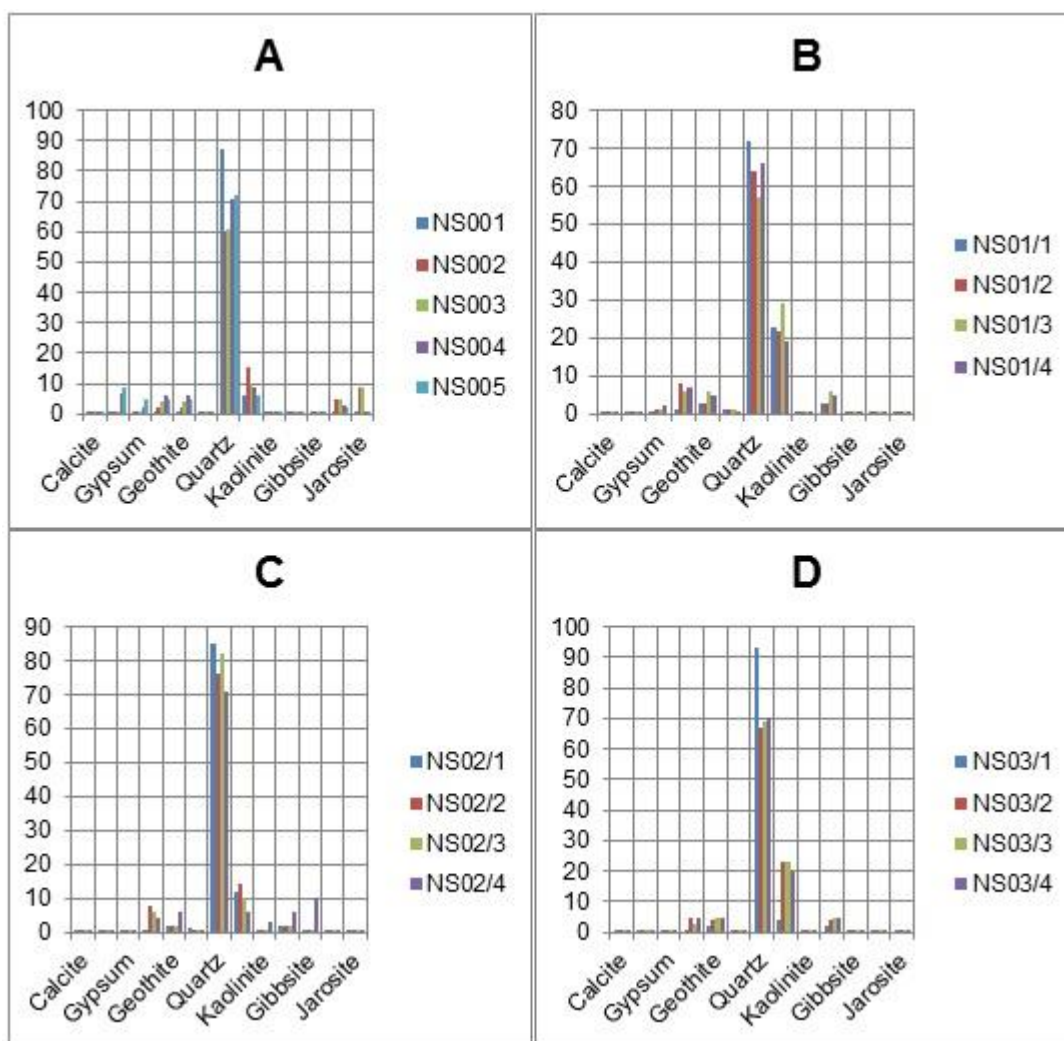 A
100
90
80
70
60
50
40
30
20
10
0
Calcite
Gypsum
Geothite
Quartz
Kaolinite
Gibbsite
Jarosite
NS001
NS002
NS003
NS004
NS005
B
80
70
60
50
40
30
20
10
0
Calcite
Gypsum
Geothite
Quartz
Kaolinite
Gibbsite
Jarosite
NS01/1
NS01/2
NS01/3
NS01/4
C
90
80
70
60
50
40
30
20
10
0
Calcite
Gypsum
Geothite
Quartz
Kaolinite
Gibbsite
Jarosite
NS02/1
NS02/2
NS02/3
NS02/4
D
100
90
80
70
60
50
40
30
20
10
0
Calcite
Gypsum
Geothite
Quartz
Kaolinite
Gibbsite
Jarosite
NS03/1
NS03/2
NS03/3
NS03/4